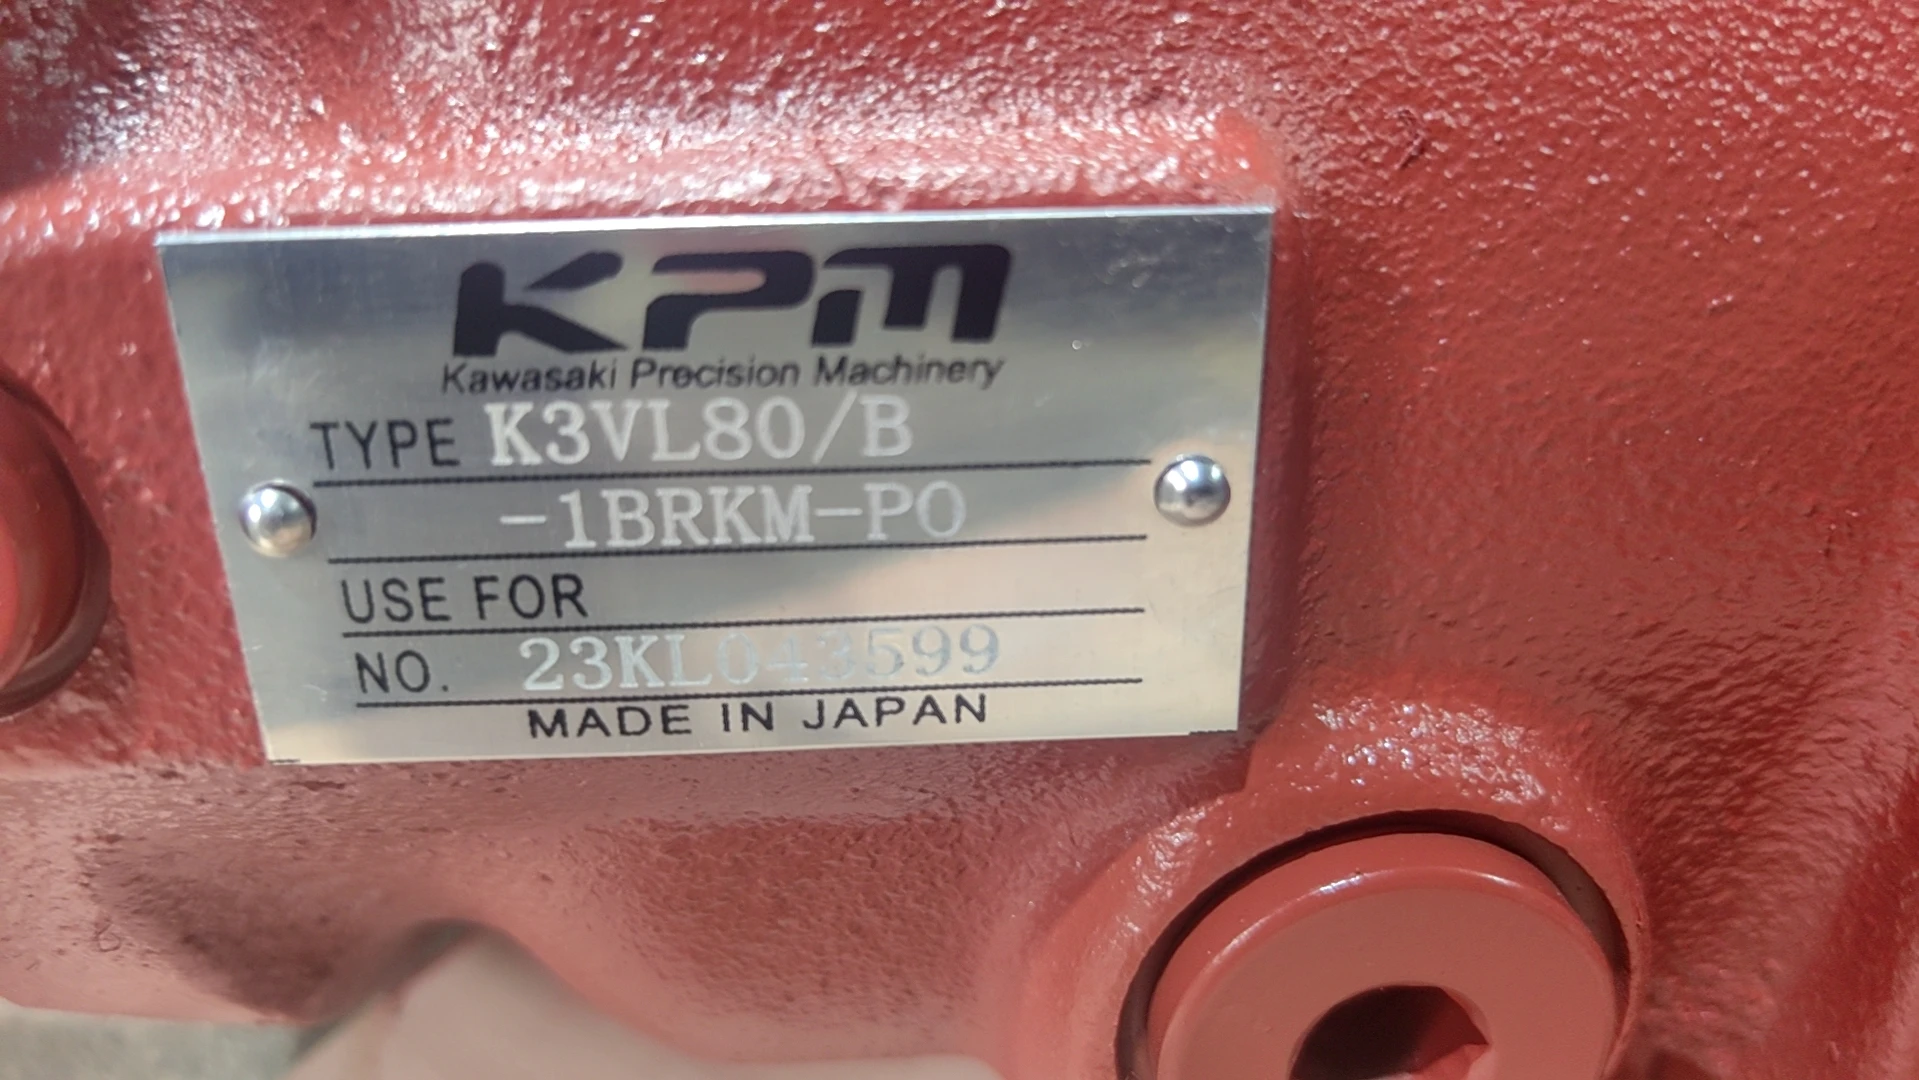 KPM
Kawasaki Precision Machinery
TYPE K3VL80/B
-1BRKM-P0
USE FOR
NO. 23KL043599
MADE IN JAPAN